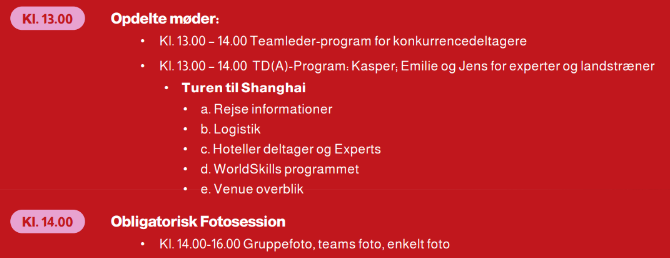 Kl. 13.00 Opdelte møder:
• Kl. 13.00 – 14.00 Teamleder-program for konkurrencedeltagere
• Kl. 13.00 – 14.00 TD(A)-Program: Kasper, Emilie og Jens for experter og landstræner
• Turen til Shanghai
• a. Rejse informationer
• b. Logistik
• c. Hoteller deltager og Experts
• d. WorldSkills programmet
• e. Venue overblik
Kl. 14.00 Obligatorisk Fotosession
• Kl. 14.00-16.00 Gruppefoto, teams foto, enkelt foto